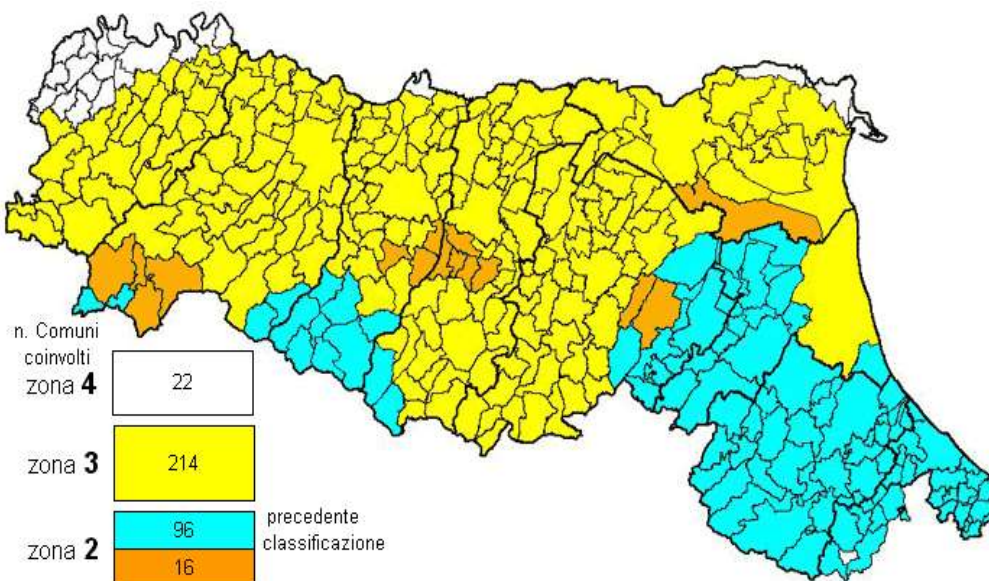 n. Comuni
coinvolti
zona 4
22
zona 3
214
zona 2
96
16
precedente
classificazione